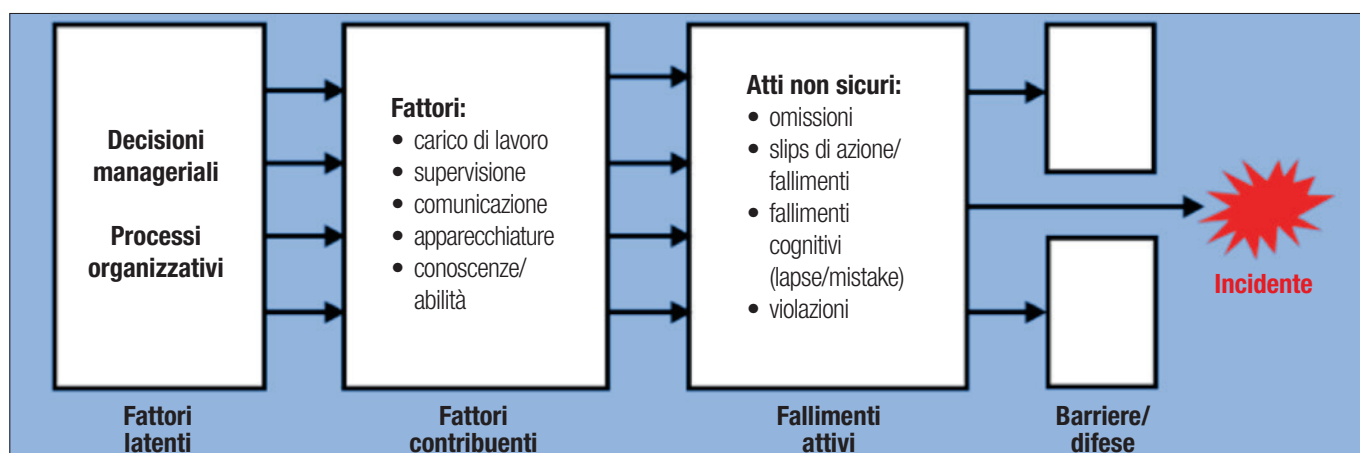 Decisioni
manageriali
Processi
organizzativi
Fattori:
• carico di lavoro
• supervisione
• comunicazione
• apparecchiature
• conoscenze/
abilità
Atti non sicuri:
• omissioni
• slips di azione/
fallimenti
• fallimenti
cognitivi
(lapse/mistake)
• violazioni
Incidente
Fattori
latenti
Fattori
contribuenti
Fallimenti
attivi
Barriere/
difese